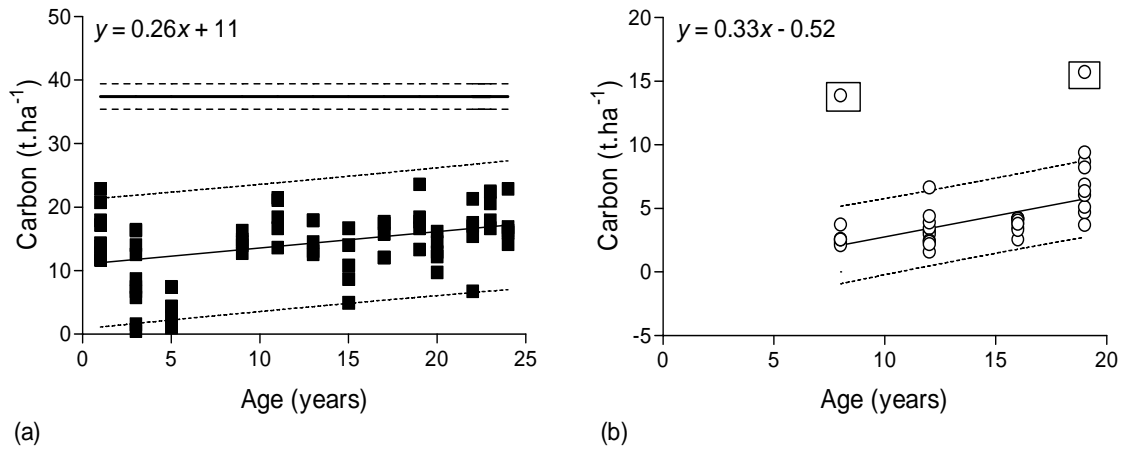 y = 0.26x + 11
50
40
30
20
10
0
Carbon (t.ha⁻¹)
0 5 10 15 20 25
Age (years)
(a)
y = 0.33x - 0.52
20
15
10
5
0
-5
Carbon (t.ha⁻¹)
0 5 10 15 20
Age (years)
(b)